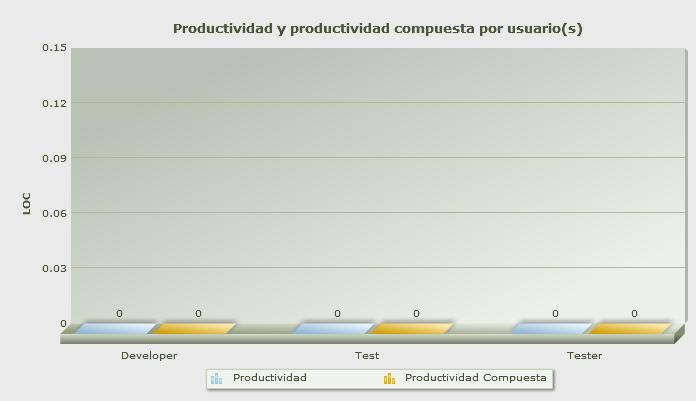 Productividad y productividad compuesta por usuario(s)
0.15
0.12
0.09
0.06
0.03
0
LOC
0 0 0 0 0 0
Developer Test Tester
Productividad Productividad Compuesta